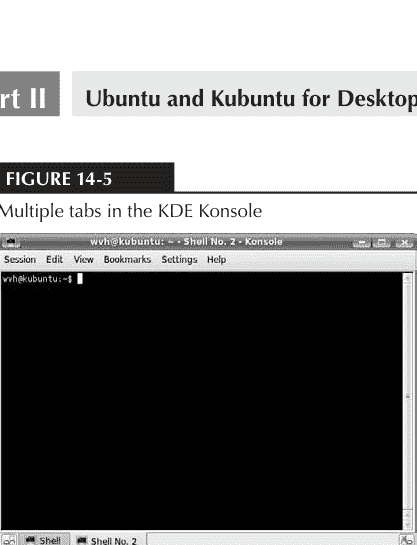 rt II
Ubuntu and Kubuntu for Desktop
FIGURE 14-5
Multiple tabs in the KDE Konsole
wvh@kubuntu: ~ - Shell No. 2 - Konsole
Session Edit View Bookmarks Settings Help
wvh@kubuntu:~$
Shell Shell No. 2